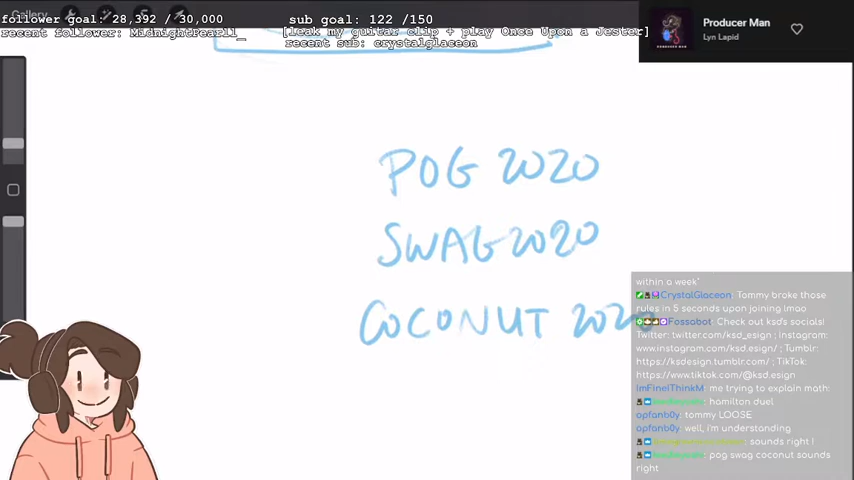 follower goal: 28,392 / 30,000
sub goal: 122 /150
recent follower: MidnightPearll_
[leak my guitar clip + play Once Upon a Jester]
recent sub: crystalglaceon
Gallery
Producer Man
Lyn Lapid
POG 2020
SWAG 2020
COCONUT 2020
within a week"
CrystalGlaceon: Tommy broke those
rules in 5 seconds upon joining lmao
Fossabot: Check out ksd's socials!
Twitter: twitter.com/ksd_esign ; Instagram:
www.instagram.com/ksd.esign/ ; Tumblr:
https://ksdesign.tumblr.com/ ; TikTok:
https://www.tiktok.com/@ksd.esign
ImFineIThinkM: me trying to explain math:
: hamilton duel
opfanb0y: tommy LOOSE
opfanb0y: well, i'm understanding
: sounds right !
: pog swag coconut sounds
right